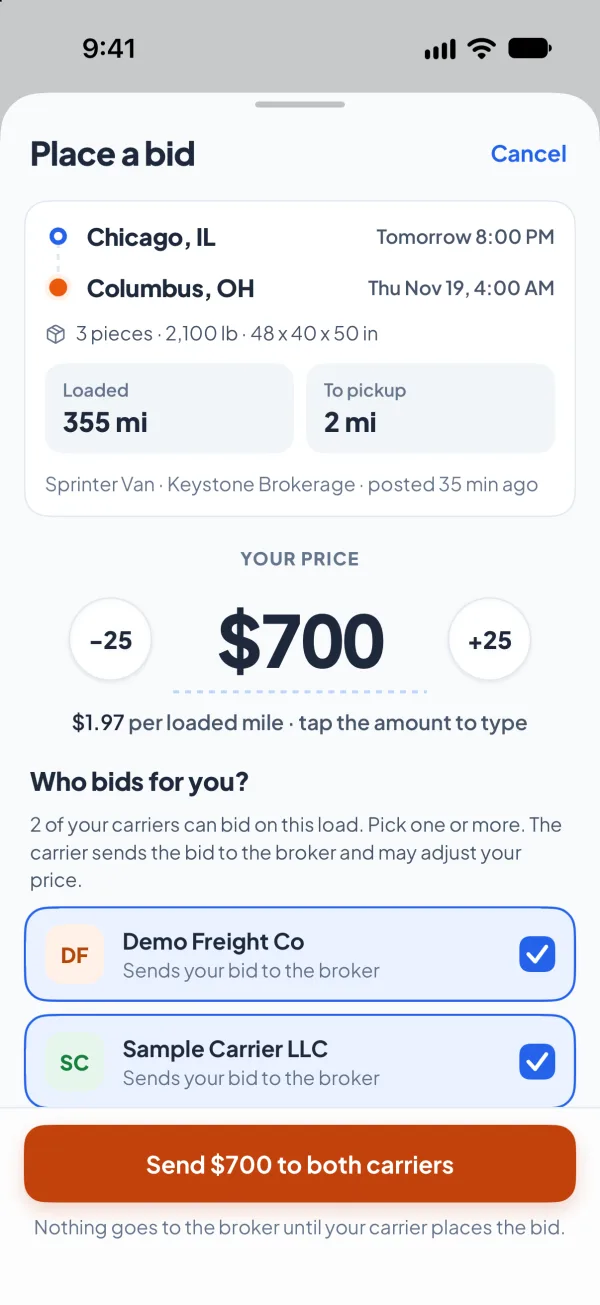 9:41
Place a bid
Cancel
Chicago, IL
Tomorrow 8:00 PM
Columbus, OH
Thu Nov 19, 4:00 AM
3 pieces · 2,100 lb · 48 x 40 x 50 in
Loaded
355 mi
To pickup
2 mi
Sprinter Van · Keystone Brokerage · posted 35 min ago
YOUR PRICE
−25
$700
+25
$1.97 per loaded mile · tap the amount to type
Who bids for you?
2 of your carriers can bid on this load. Pick one or more. The
carrier sends the bid to the broker and may adjust your
price.
DF
Demo Freight Co
Sends your bid to the broker
SC
Sample Carrier LLC
Sends your bid to the broker
Send $700 to both carriers
Nothing goes to the broker until your carrier places the bid.